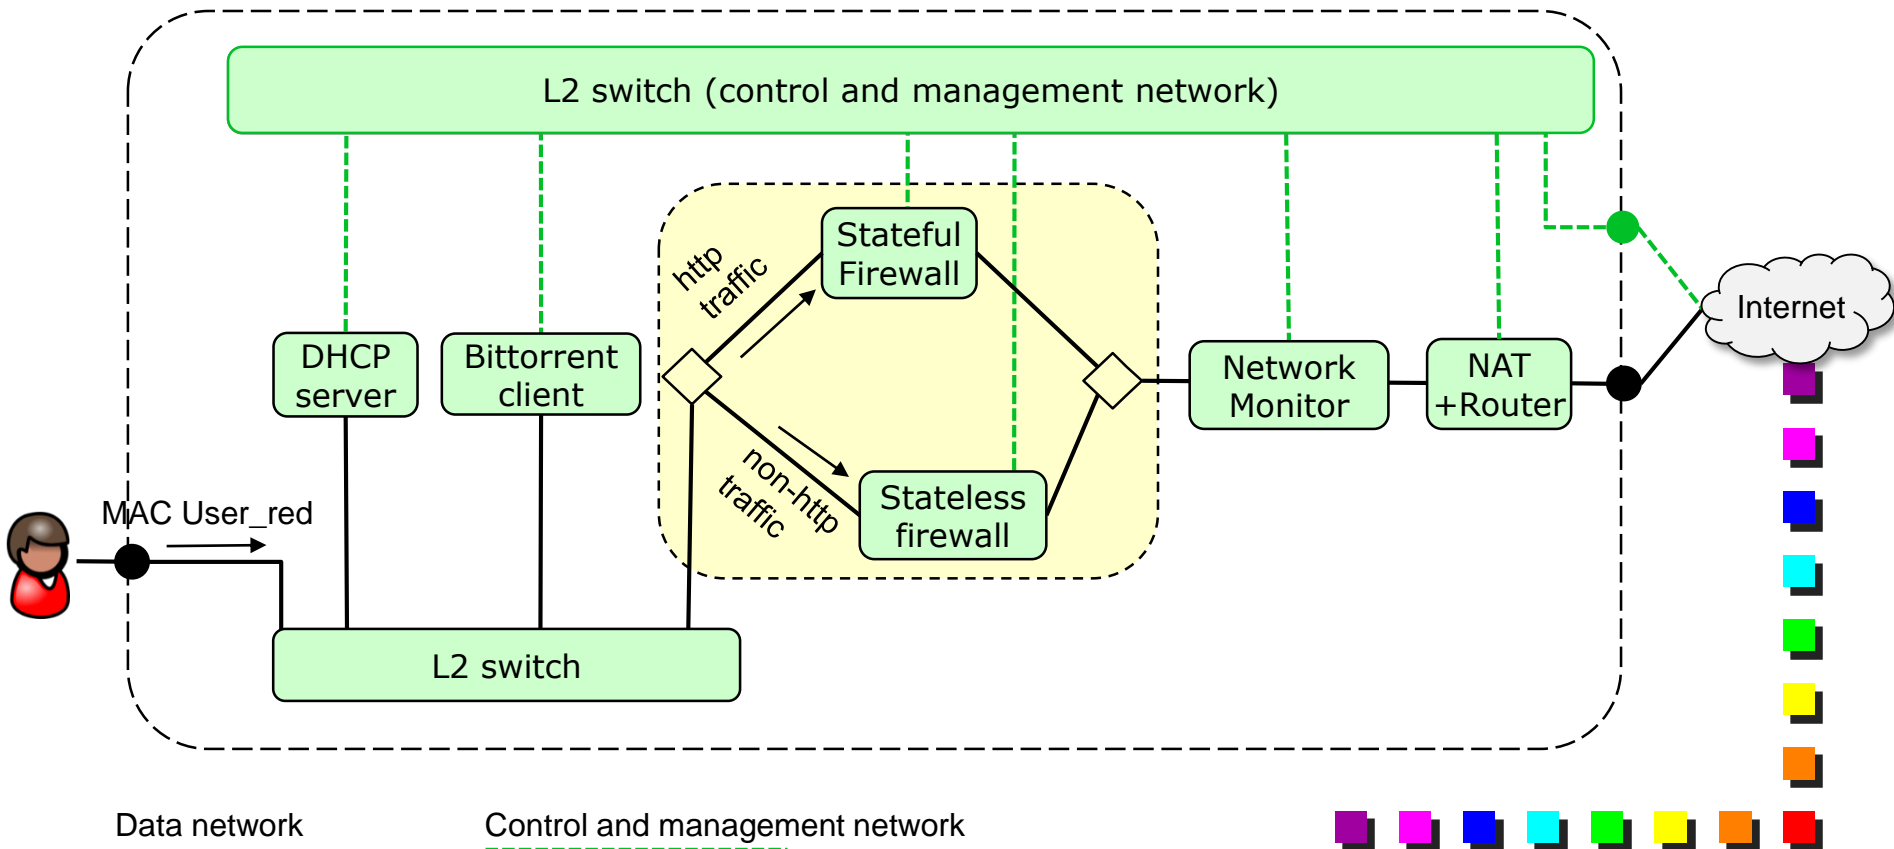 L2 switch (control and management network)
Stateful
Firewall
http
traffic
Internet
DHCP
server
Bittorrent
client
Network
Monitor
NAT
+Router
non-http
traffic
Stateless
firewall
MAC User_red
L2 switch
Data network
Control and management network